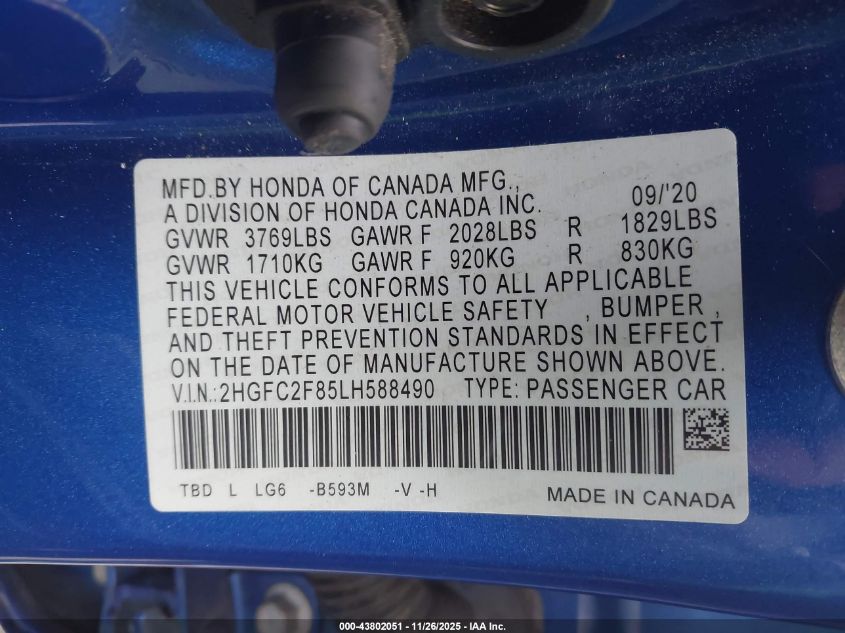 MFD.BY HONDA OF CANADA MFG., 09/'20
A DIVISION OF HONDA CANADA INC.
GVWR 3769LBS GAWR F 2028LBS R 1829LBS
GVWR 1710KG GAWR F 920KG R 830KG
THIS VEHICLE CONFORMS TO ALL APPLICABLE
FEDERAL MOTOR VEHICLE SAFETY , BUMPER ,
AND THEFT PREVENTION STANDARDS IN EFFECT
ON THE DATE OF MANUFACTURE SHOWN ABOVE.
V.I.N.:2HGFC2F85LH588490 TYPE: PASSENGER CAR
TBD L LG6 -B593M -V -H MADE IN CANADA
000-43802051 | 11/26/2025 - IAA Inc.